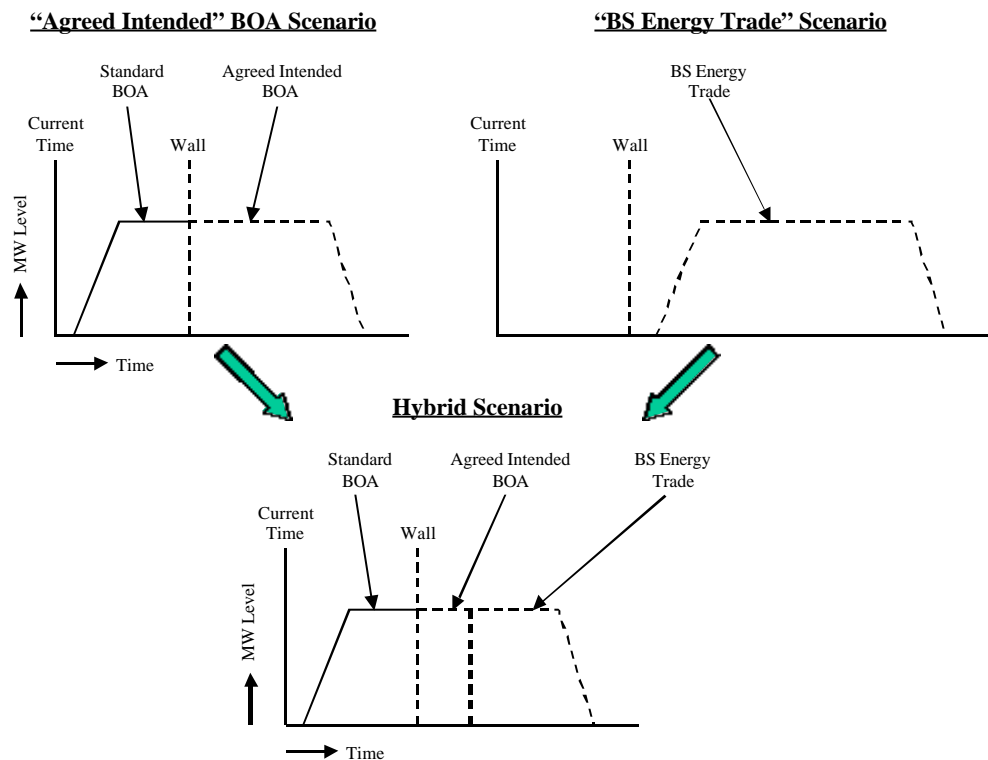 “Agreed Intended” BOA Scenario
Standard
BOA
Agreed Intended
BOA
Current
Time
Wall
MW Level
Time
“BS Energy Trade” Scenario
BS Energy
Trade
Current
Time
Wall
Hybrid Scenario
Standard
BOA
Agreed Intended
BOA
BS Energy
Trade
Current
Time
Wall
MW Level
Time